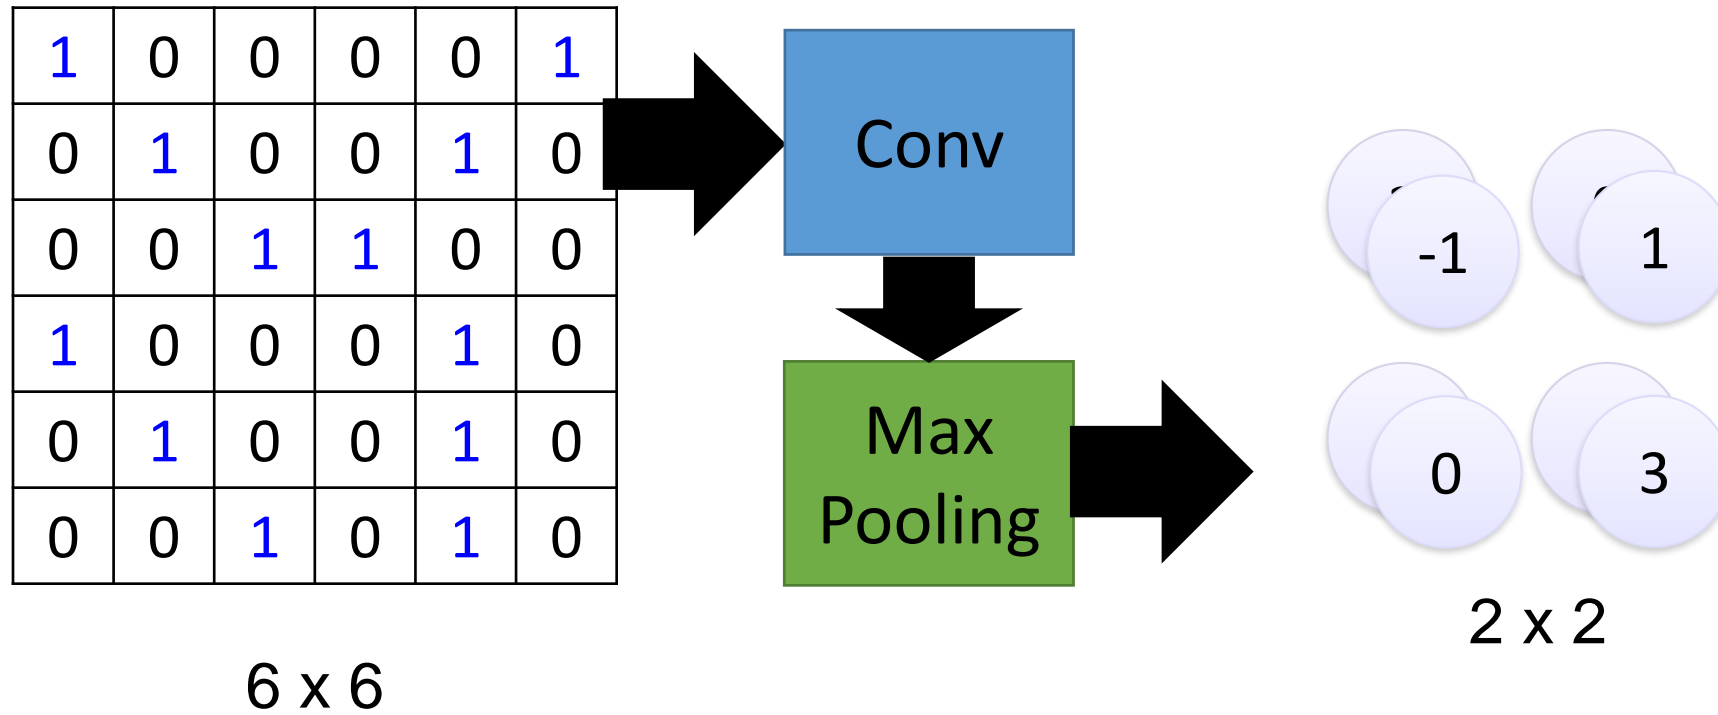 1 0 0 0 0 1
0 1 0 0 1 0
0 0 1 1 0 0
1 0 0 0 1 0
0 1 0 0 1 0
0 0 1 0 1 0
6 x 6
Conv
Max
Pooling
-1 1
0 3
2 x 2